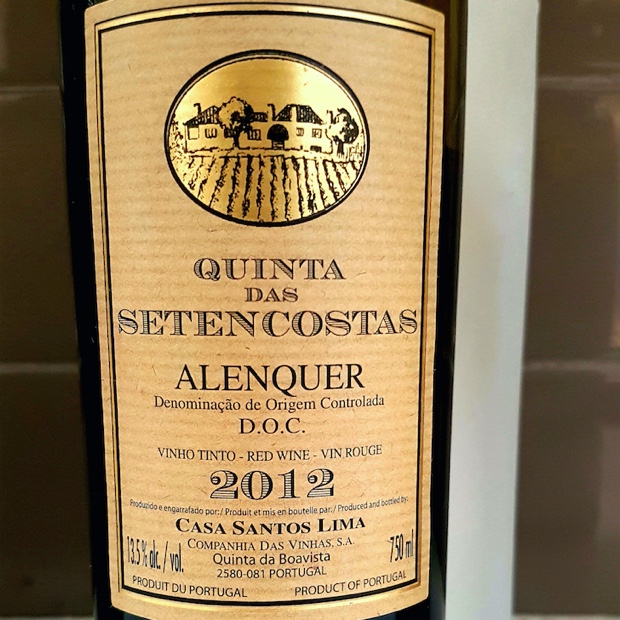 QUINTA
DAS
SETENCOSTAS
ALENQUER
Denominação de Origem Controlada
D.O.C.
VINHO TINTO - RED WINE - VIN ROUGE
2012
Produzido e engarrafado por:/ Produit et mis en bouteille par:/ Produced and bottled by:
CASA SANTOS LIMA
COMPANHIA DAS VINHAS, S.A.
13.5% alc. / vol.
Quinta da Boavista
750 ml
2580-081 PORTUGAL
PRODUIT DU PORTUGAL PRODUCT OF PORTUGAL